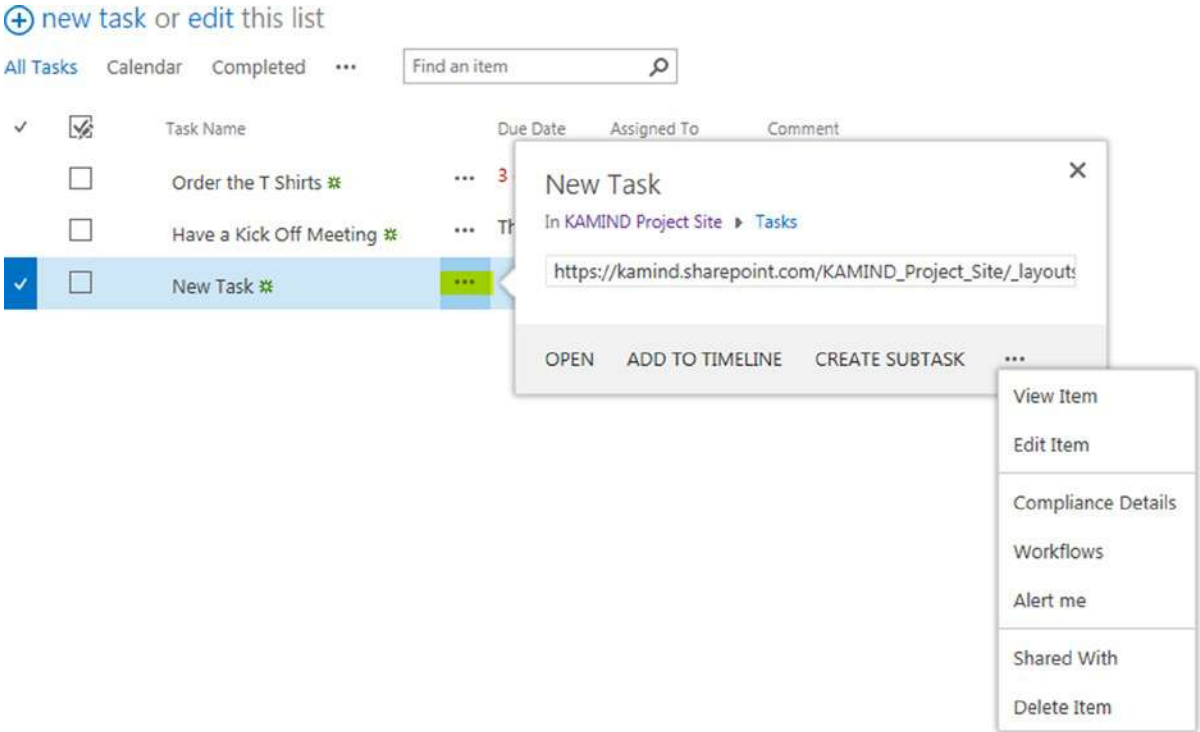 new task or edit this list
All Tasks Calendar Completed ... Find an item
Task Name Due Date Assigned To Comment
Order the T Shirts ... 3
Have a Kick Off Meeting ... Th
New Task ...
New Task
In KAMIND Project Site ▸ Tasks
https://kamind.sharepoint.com/KAMIND_Project_Site/_layouts
OPEN ADD TO TIMELINE CREATE SUBTASK ...
View Item
Edit Item
Compliance Details
Workflows
Alert me
Shared With
Delete Item